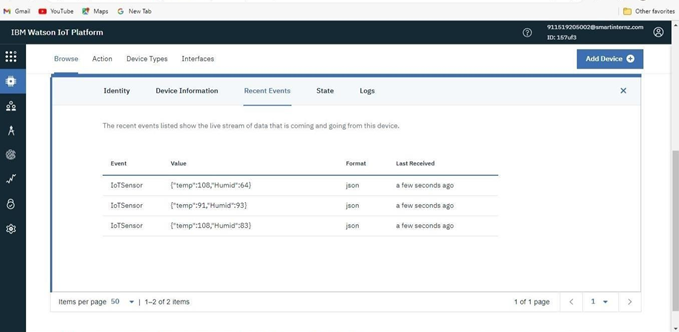 Gmail YouTube Maps New Tab Other favorites
IBM Watson IoT Platform
911519205002@smartinternz.com
ID: 157uf3
Browse Action Device Types Interfaces Add Device
Identity Device Information Recent Events State Logs
The recent events listed show the live stream of data that is coming and going from this device.
Event Value Format Last Received
IoTSensor {"temp":108,"Humid":64} json a few seconds ago
IoTSensor {"temp":91,"Humid":93} json a few seconds ago
IoTSensor {"temp":108,"Humid":83} json a few seconds ago
Items per page 50 | 1–2 of 2 items 1 of 1 page 1